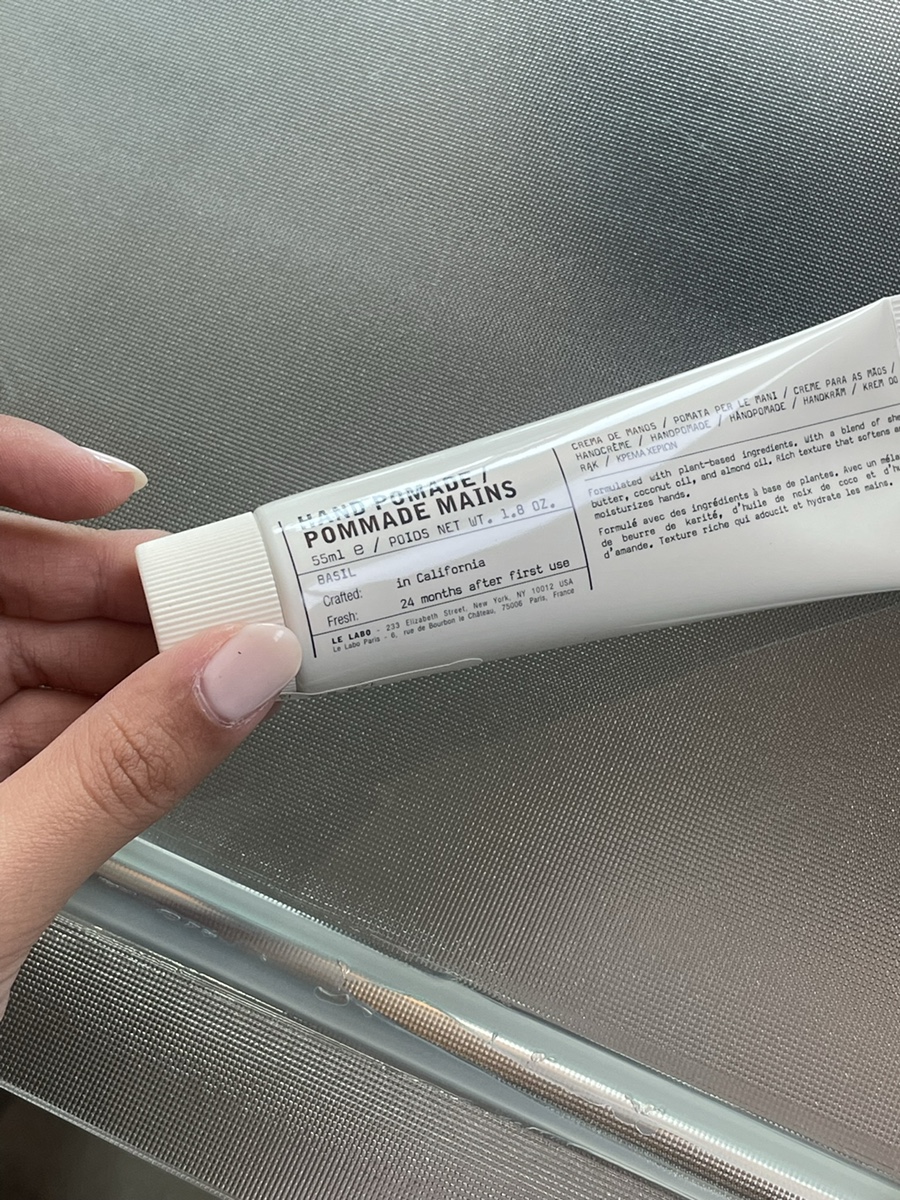 HAND POMADE /
POMMADE MAINS
55ml e / POIDS NET WT. 1.8 OZ.
BASIL
Crafted: in California
Fresh: 24 months after first use
LE LABO - 233 Elizabeth Street, New York, NY 10012 USA
Le Labo Paris - 6, rue de Bourbon le Château, 75006 Paris, France
CREMA DE MANOS / POMATA PER LE MANI / CREME PARA AS MÃOS /
HANDCRÈME / HANDPOMADE / HÅNDPOMADE / HANDKRÄM / KREM DO
RĄK / ΚΡΕΜΑ ΧΕΡΙΩΝ
Formulated with plant-based ingredients. With a blend of
butter, coconut oil, and almond oil. Rich texture that softens
moisturizes hands.
Formulé avec des ingrédients à base de plantes. Avec un
de beurre de karité, d'huile de noix de coco et
d'amande. Texture riche qui adoucit et hydrate les mains.